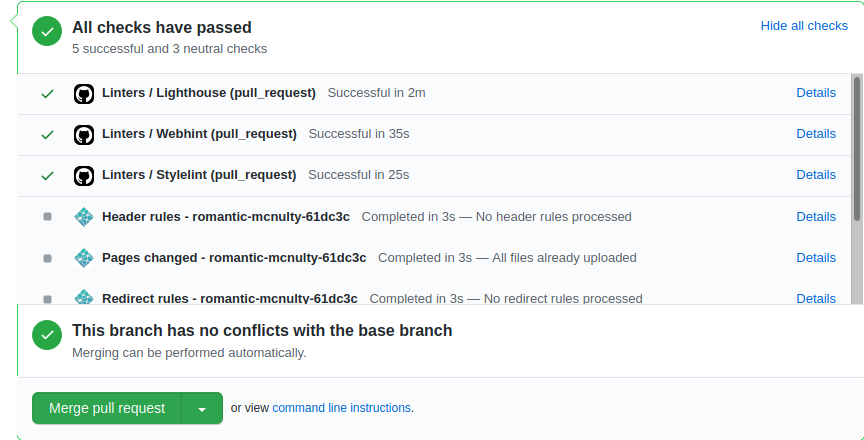 All checks have passed
Hide all checks
5 successful and 3 neutral checks
Linters / Lighthouse (pull_request) Successful in 2m Details
Linters / Webhint (pull_request) Successful in 35s Details
Linters / Stylelint (pull_request) Successful in 25s Details
Header rules - romantic-mcnulty-61dc3c Completed in 3s — No header rules processed Details
Pages changed - romantic-mcnulty-61dc3c Completed in 3s — All files already uploaded Details
Redirect rules - romantic-mcnulty-61dc3c Completed in 3s — No redirect rules processed Details
This branch has no conflicts with the base branch
Merging can be performed automatically.
Merge pull request or view command line instructions.